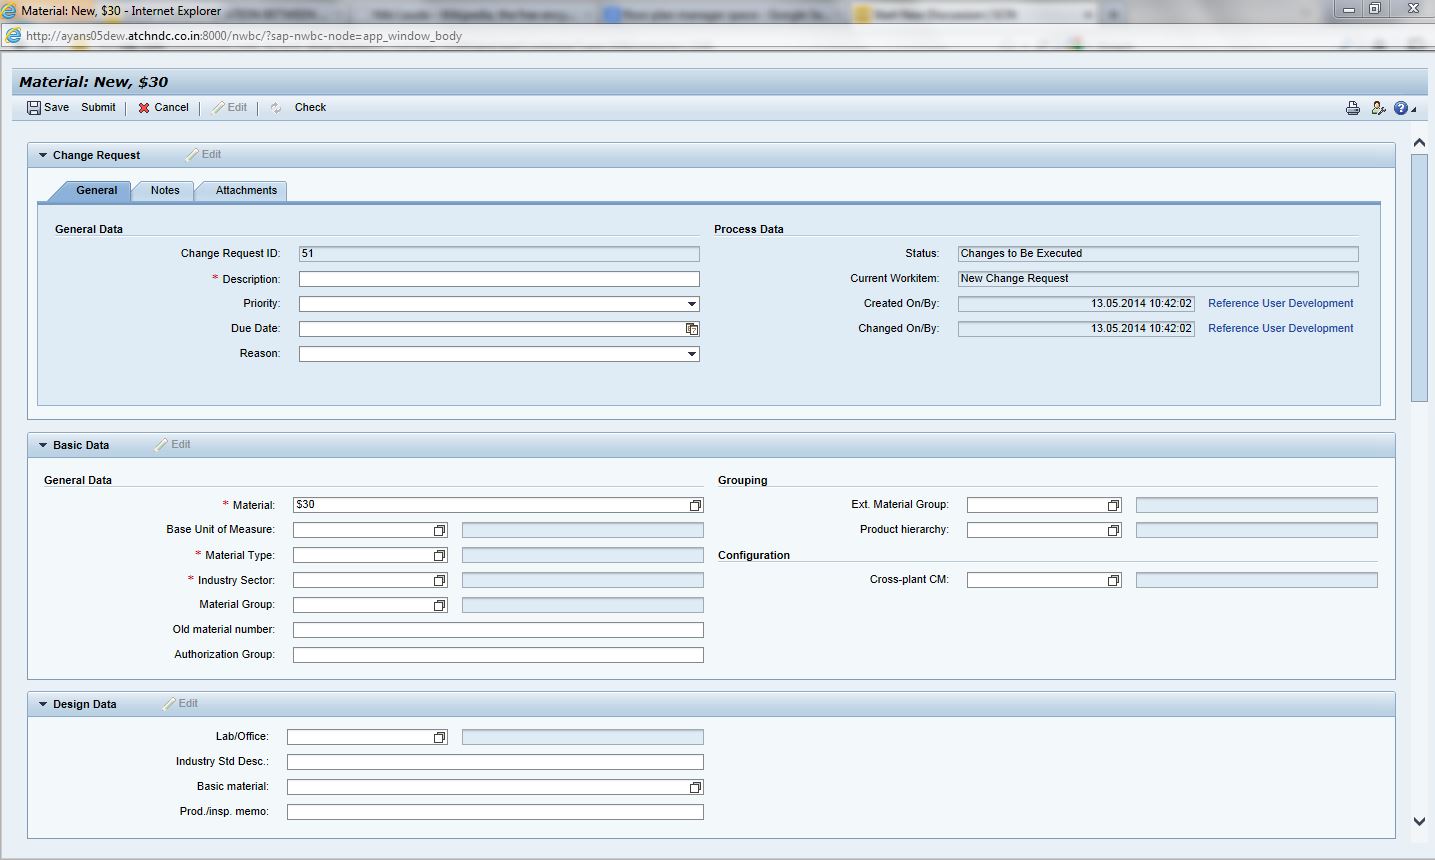 Material: New, $30 - Internet Explorer
http://ayans05dew.atchndc.co.in:8000/nwbc/?sap-nwbc-node=app_window_body
Material: New, $30
Save Submit Cancel Edit Check
Change Request Edit
General Notes Attachments
General Data Process Data
Change Request ID: 51 Status: Changes to Be Executed
* Description: Current Workitem: New Change Request
Priority: Created On/By: 13.05.2014 10:42:02 Reference User Development
Due Date: Changed On/By: 13.05.2014 10:42:02 Reference User Development
Reason:
Basic Data Edit
General Data Grouping
* Material: $30 Ext. Material Group:
Base Unit of Measure: Product hierarchy:
* Material Type: Configuration
* Industry Sector: Cross-plant CM:
Material Group:
Old material number:
Authorization Group:
Design Data Edit
Lab/Office:
Industry Std Desc.:
Basic material:
Prod./insp. memo: